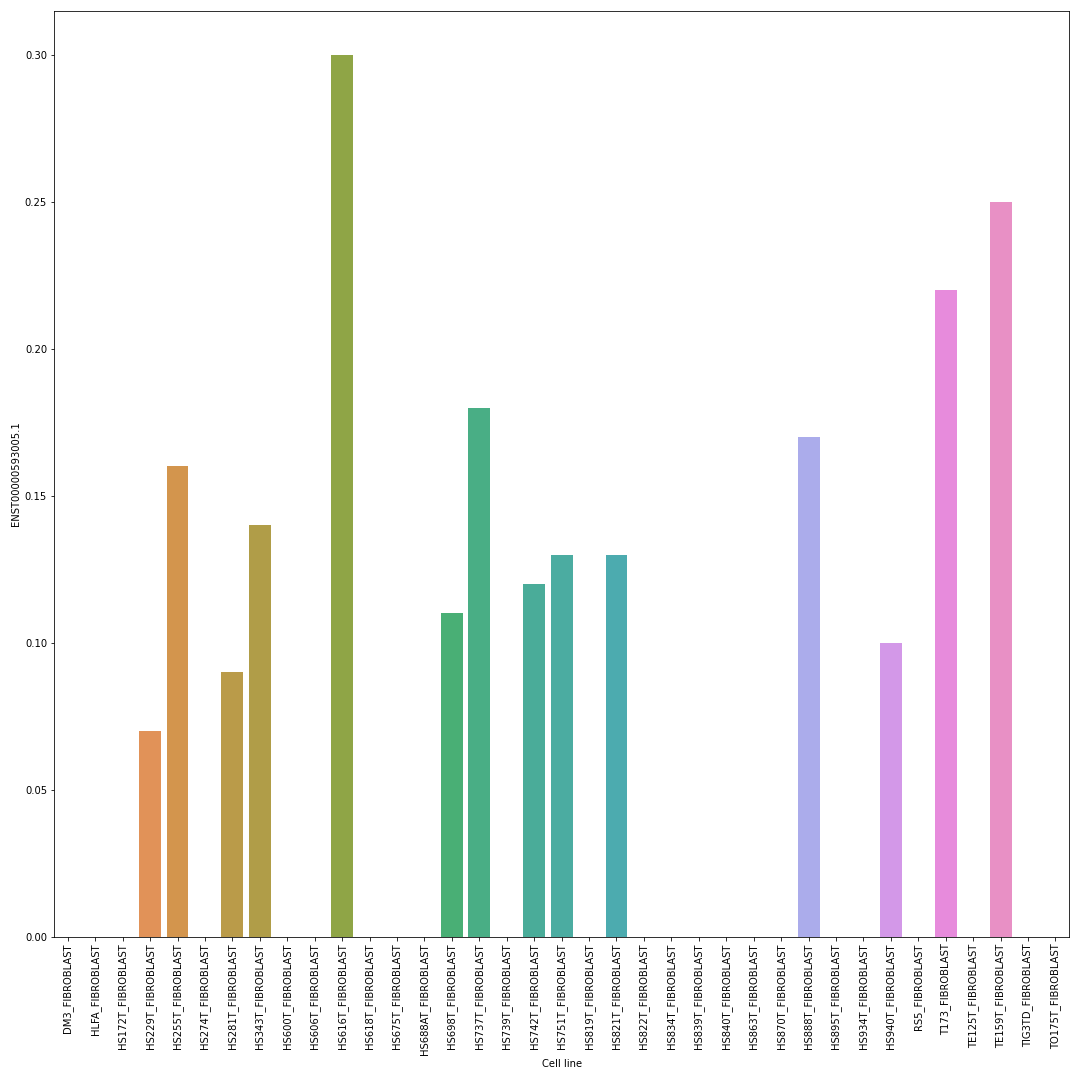 0.30
0.25
0.20
0.15
0.10
0.05
0.00
ENST00000593005.1
DM3_FIBROBLAST
HLFA_FIBROBLAST
HS172T_FIBROBLAST
HS229T_FIBROBLAST
HS255T_FIBROBLAST
HS274T_FIBROBLAST
HS281T_FIBROBLAST
HS343T_FIBROBLAST
HS600T_FIBROBLAST
HS606T_FIBROBLAST
HS616T_FIBROBLAST
HS618T_FIBROBLAST
HS675T_FIBROBLAST
HS688AT_FIBROBLAST
HS698T_FIBROBLAST
HS737T_FIBROBLAST
HS739T_FIBROBLAST
HS742T_FIBROBLAST
HS751T_FIBROBLAST
HS819T_FIBROBLAST
HS821T_FIBROBLAST
HS822T_FIBROBLAST
HS834T_FIBROBLAST
HS839T_FIBROBLAST
HS840T_FIBROBLAST
HS863T_FIBROBLAST
HS870T_FIBROBLAST
HS888T_FIBROBLAST
HS895T_FIBROBLAST
HS934T_FIBROBLAST
HS940T_FIBROBLAST
RS5_FIBROBLAST
T173_FIBROBLAST
TE125T_FIBROBLAST
TE159T_FIBROBLAST
TIG3TD_FIBROBLAST
TO175T_FIBROBLAST
Cell line